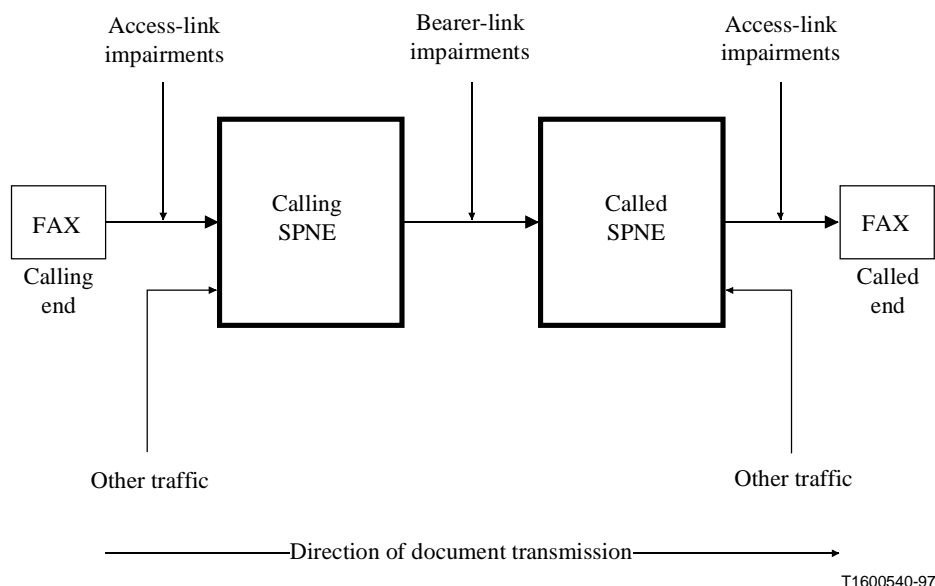 Access-link
impairments
Bearer-link
impairments
Access-link
impairments
FAX
Calling
SPNE
Called
SPNE
FAX
Calling
end
Called
end
Other traffic
Other traffic
Direction of document transmission
T1600540-97